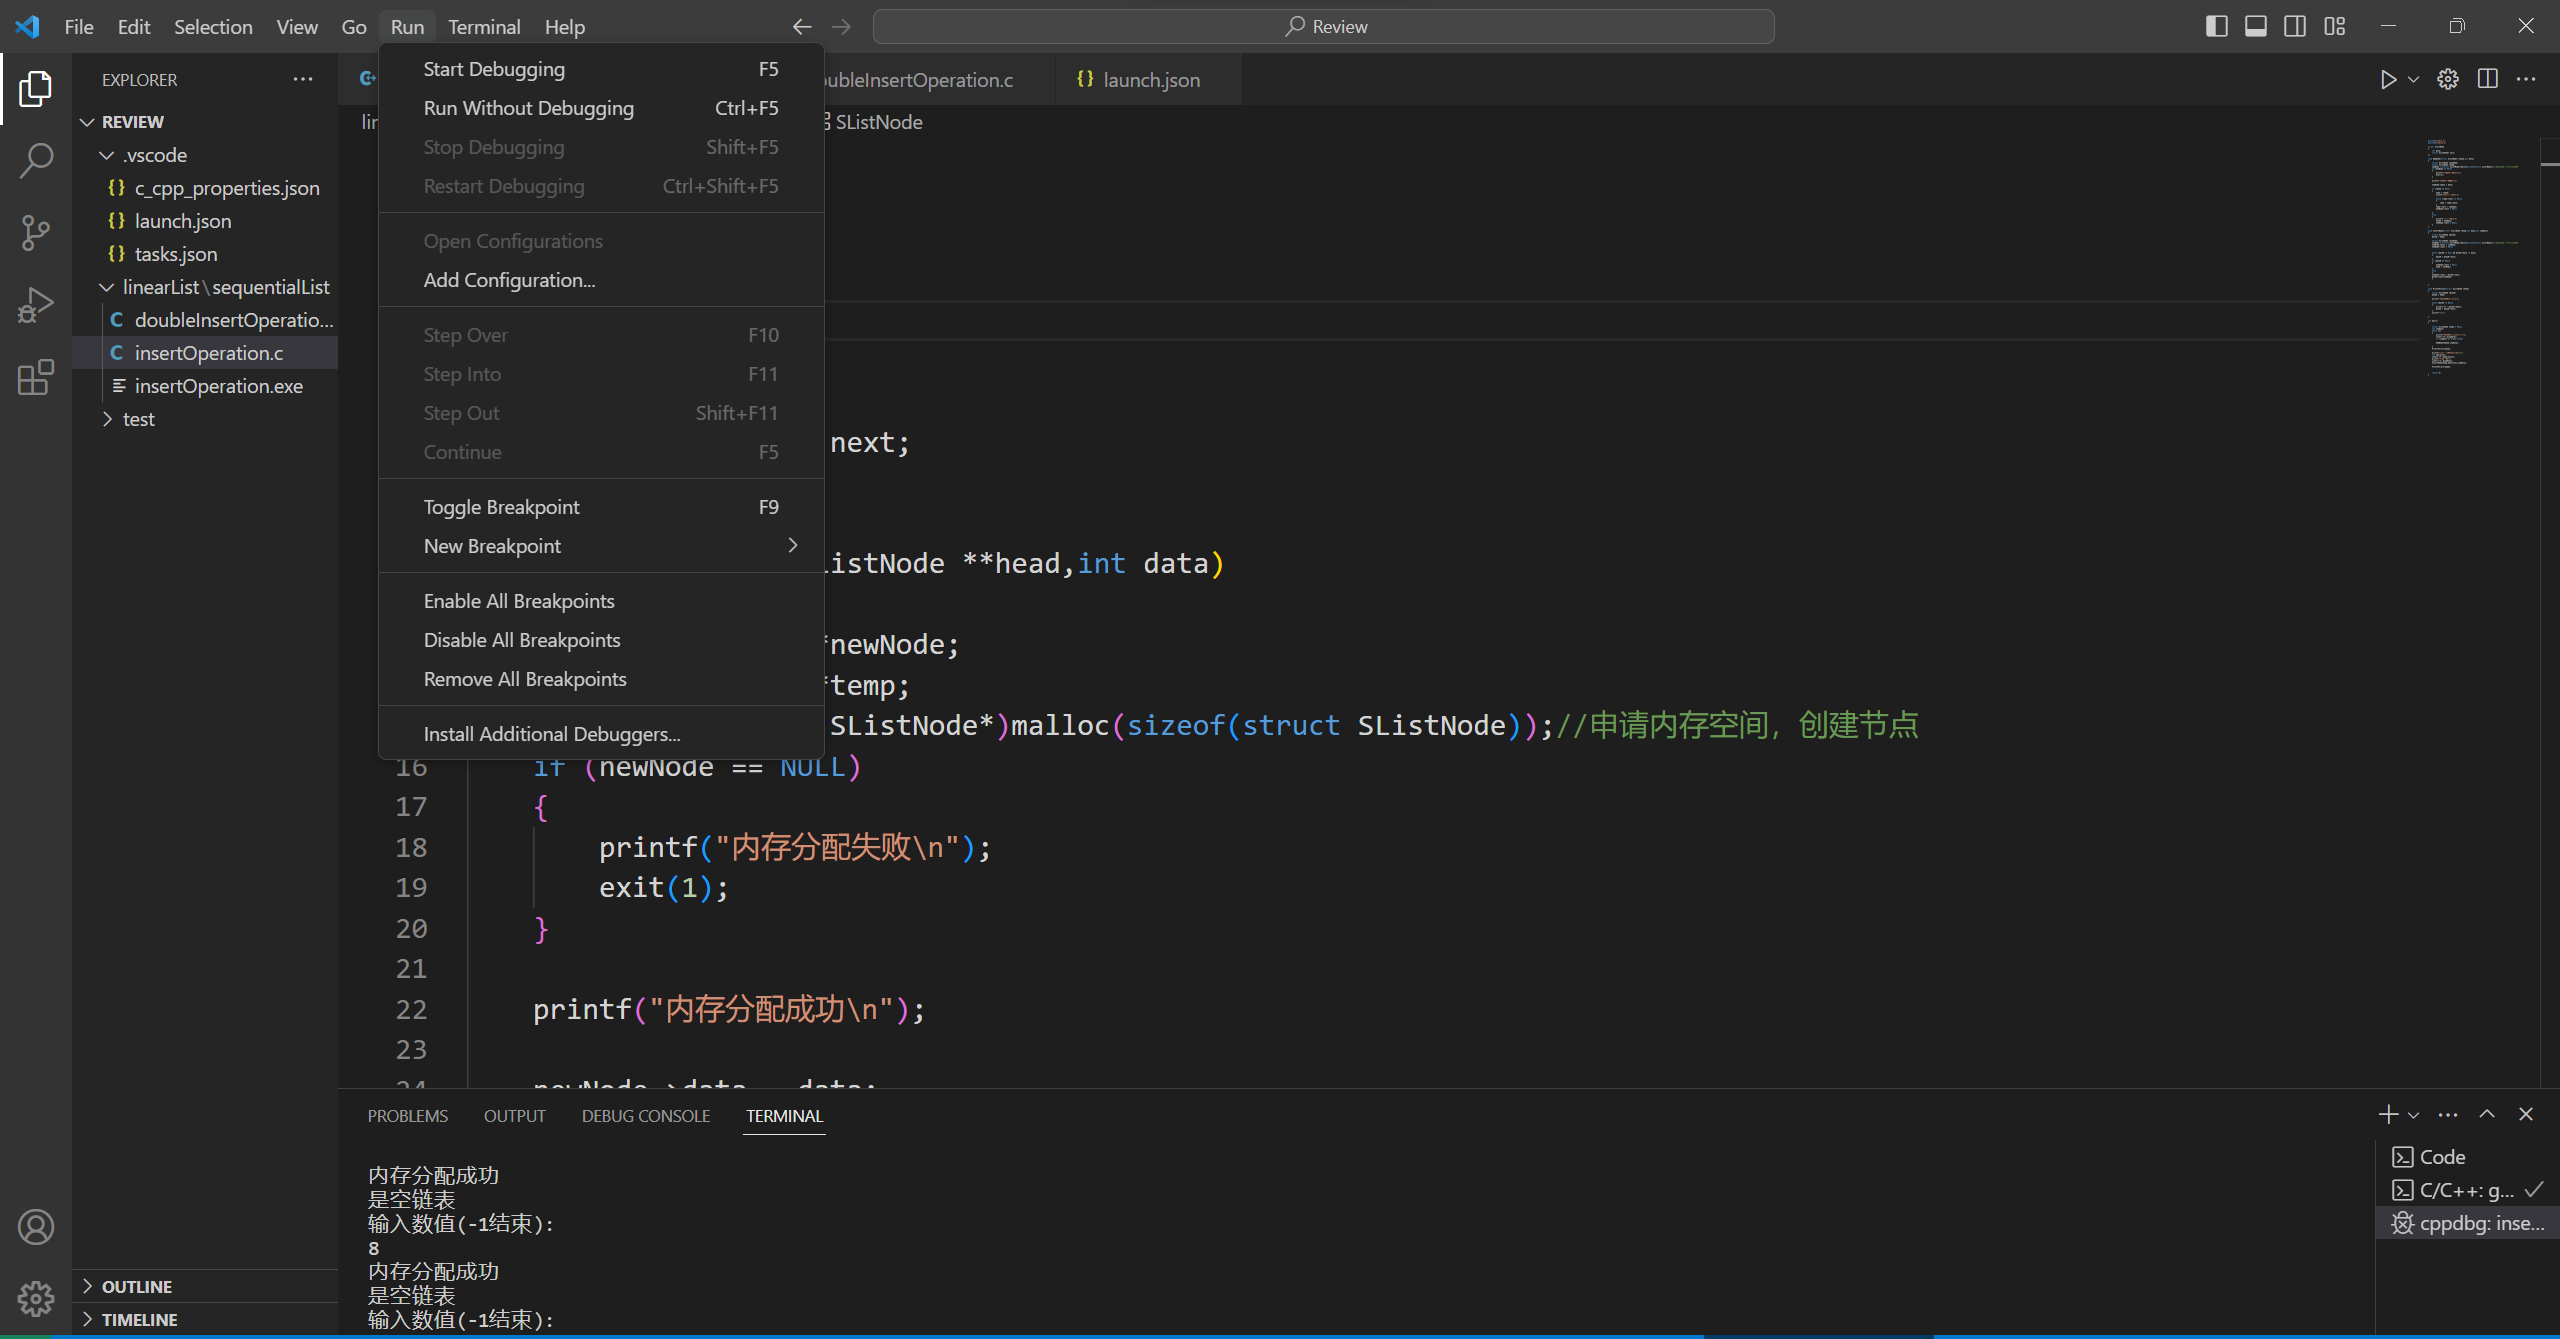 File Edit Selection View Go Run Terminal Help
Review
EXPLORER
REVIEW
.vscode
c_cpp_properties.json
launch.json
tasks.json
linearList\sequentialList
doubleInsertOperatio...
insertOperation.c
insertOperation.exe
test
OUTLINE
TIMELINE
Start Debugging F5
Run Without Debugging Ctrl+F5
Stop Debugging Shift+F5
Restart Debugging Ctrl+Shift+F5
Open Configurations
Add Configuration...
Step Over F10
Step Into F11
Step Out Shift+F11
Continue F5
Toggle Breakpoint F9
New Breakpoint
Enable All Breakpoints
Disable All Breakpoints
Remove All Breakpoints
Install Additional Debuggers...
oubleInsertOperation.c
launch.json
lin
SListNode
next;
istNode **head,int data)
*newNode;
*temp;
SListNode*)malloc(sizeof(struct SListNode));//申请内存空间，创建节点
16 if (newNode == NULL)
17 {
18 printf("内存分配失败\n");
19 exit(1);
20 }
21
22 printf("内存分配成功\n");
23
24 newNode->data = data;
PROBLEMS OUTPUT DEBUG CONSOLE TERMINAL
内存分配成功
是空链表
输入数值(-1结束):
8
内存分配成功
是空链表
输入数值(-1结束):
Code
C/C++: g...
cppdbg: inse...